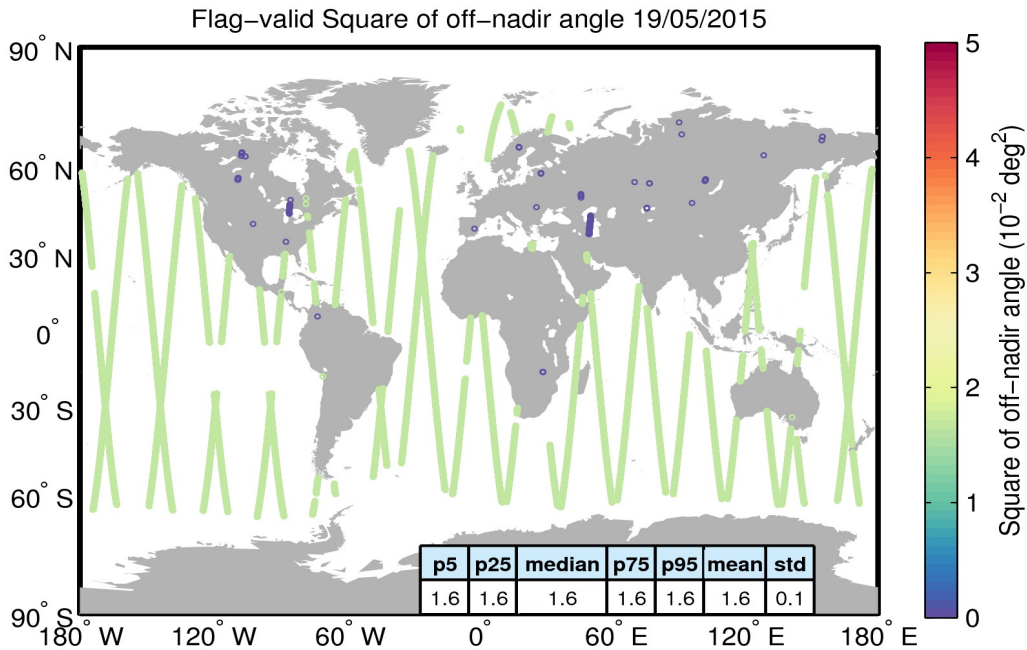 Flag−valid Square of off−nadir angle 19/05/2015
90° N
60° N
30° N
0°
30° S
60° S
90° S
180° W
120° W
60° W
0°
60° E
120° E
180° E
p5 p25 median p75 p95 mean std
1.6 1.6 1.6 1.6 1.6 1.6 0.1
5
4
3
2
1
0
Square of off−nadir angle (10⁻² deg²)